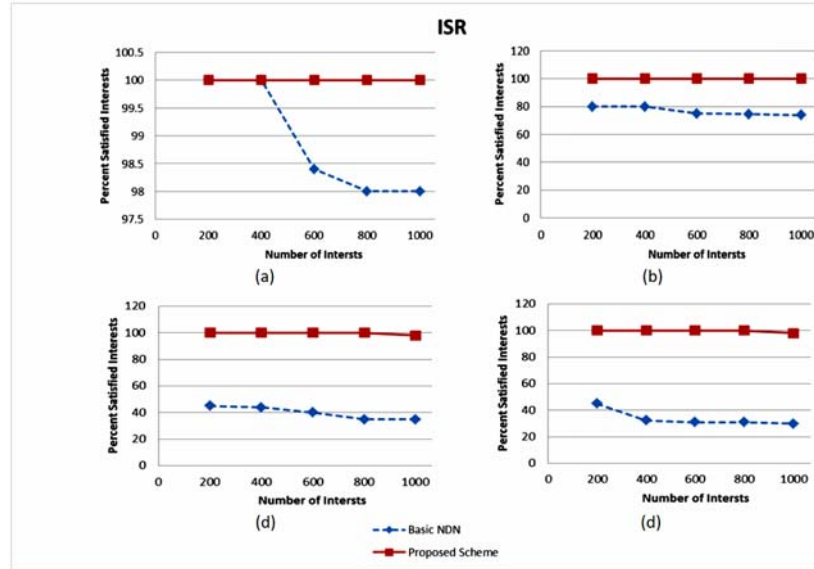 ISR
100.5
100
99.5
99
98.5
98
97.5
0 200 400 600 800 1000
Percent Satisfied Interests
Number of Intersts
(a)
120
100
80
60
40
20
0
0 200 400 600 800 1000
Percent Satisfied Interests
Number of Intersts
(b)
120
100
80
60
40
20
0
0 200 400 600 800 1000
Percent Satisfied Interests
Number of Intersts
(d)
120
100
80
60
40
20
0
0 200 400 600 800 1000
Percent Satisfied Interests
Number of Intersts
(d)
Basic NDN
Proposed Scheme